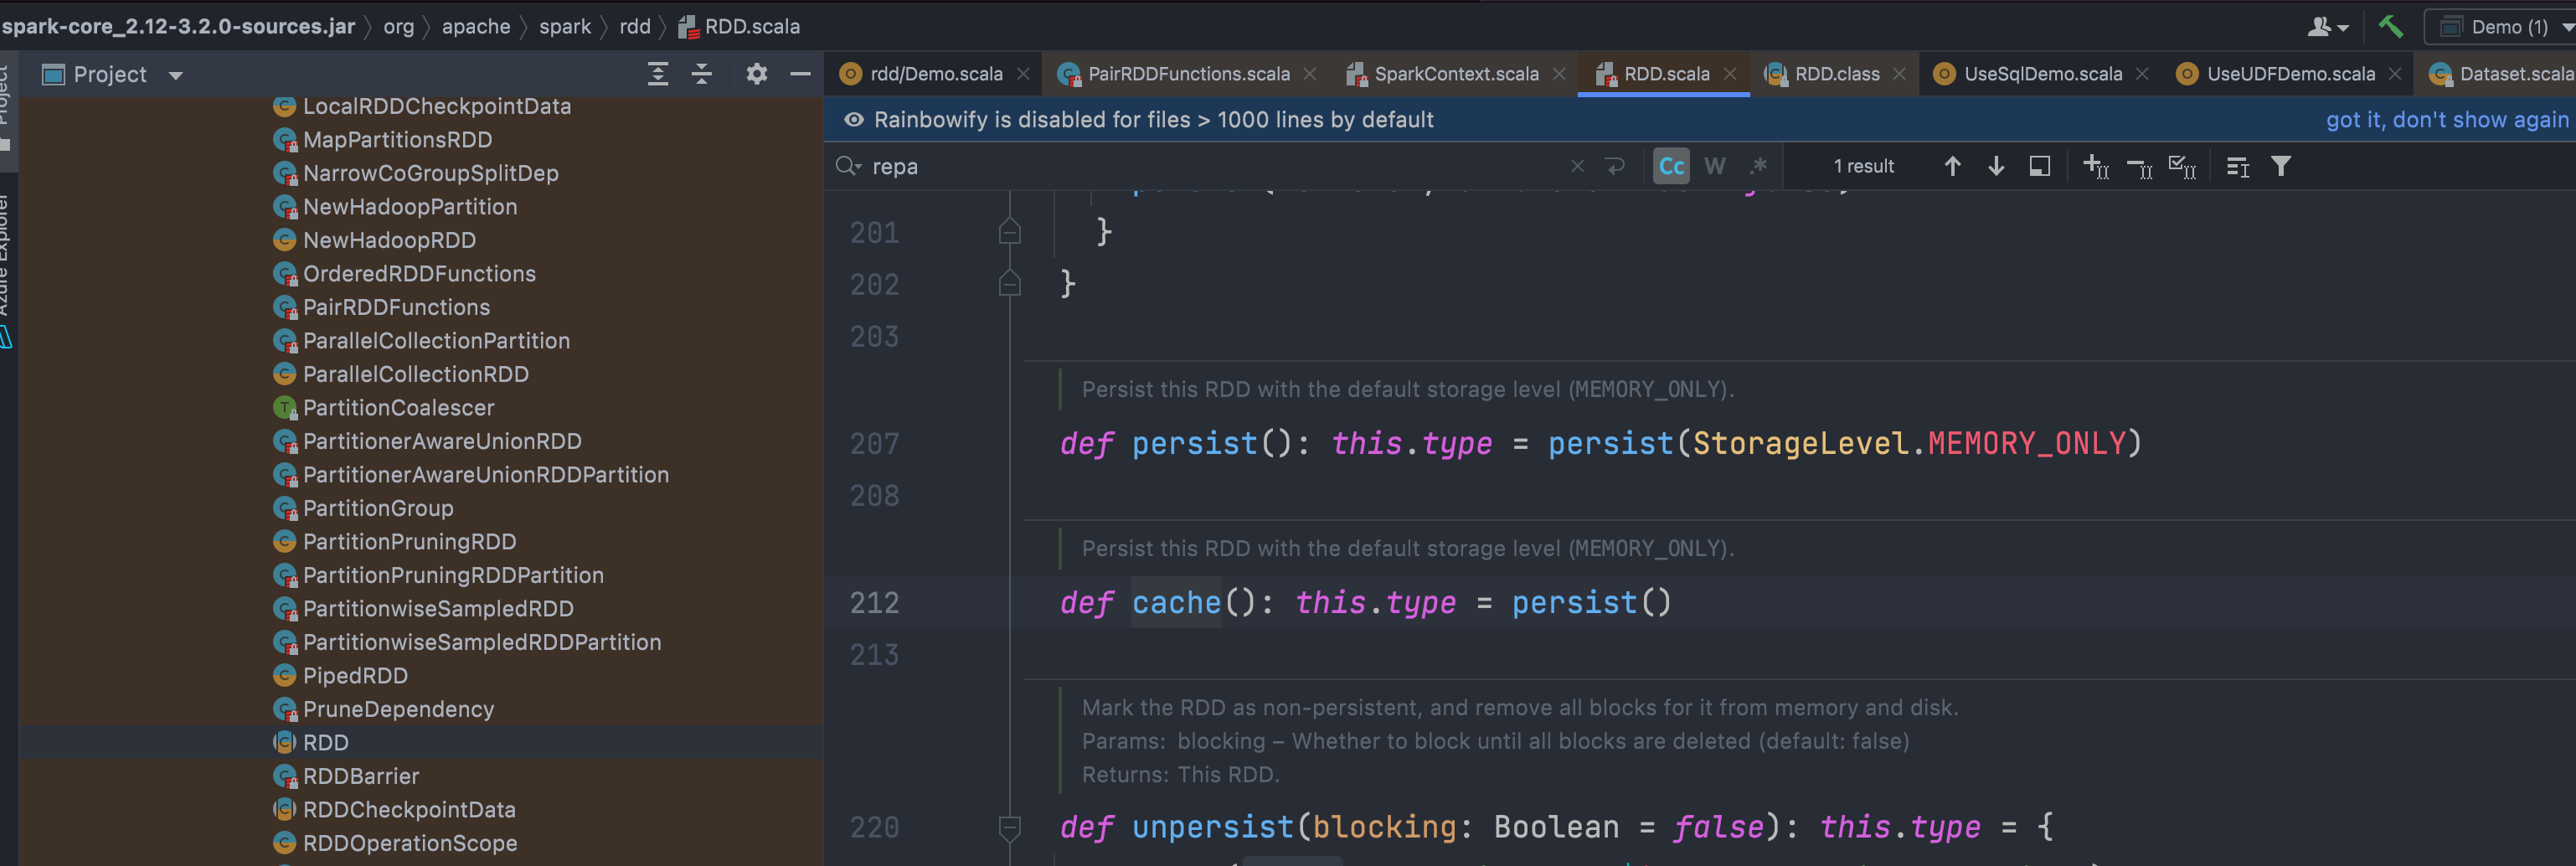 spark-core_2.12-3.2.0-sources.jar org apache spark rdd RDD.scala Demo (1)
Project
Project
Azure Explorer
LocalRDDCheckpointData
MapPartitionsRDD
NarrowCoGroupSplitDep
NewHadoopPartition
NewHadoopRDD
OrderedRDDFunctions
PairRDDFunctions
ParallelCollectionPartition
ParallelCollectionRDD
PartitionCoalescer
PartitionerAwareUnionRDD
PartitionerAwareUnionRDDPartition
PartitionGroup
PartitionPruningRDD
PartitionPruningRDDPartition
PartitionwiseSampledRDD
PartitionwiseSampledRDDPartition
PipedRDD
PruneDependency
RDD
RDDBarrier
RDDCheckpointData
RDDOperationScope
rdd/Demo.scala PairRDDFunctions.scala SparkContext.scala RDD.scala RDD.class UseSqlDemo.scala UseUDFDemo.scala Dataset.scala
Rainbowify is disabled for files > 1000 lines by default got it, don't show again
repa Cc W .* 1 result
201 }
202 }
203
Persist this RDD with the default storage level (MEMORY_ONLY).
207 def persist(): this.type = persist(StorageLevel.MEMORY_ONLY)
208
Persist this RDD with the default storage level (MEMORY_ONLY).
212 def cache(): this.type = persist()
213
Mark the RDD as non-persistent, and remove all blocks for it from memory and disk.
Params: blocking – Whether to block until all blocks are deleted (default: false)
Returns: This RDD.
220 def unpersist(blocking: Boolean = false): this.type = {